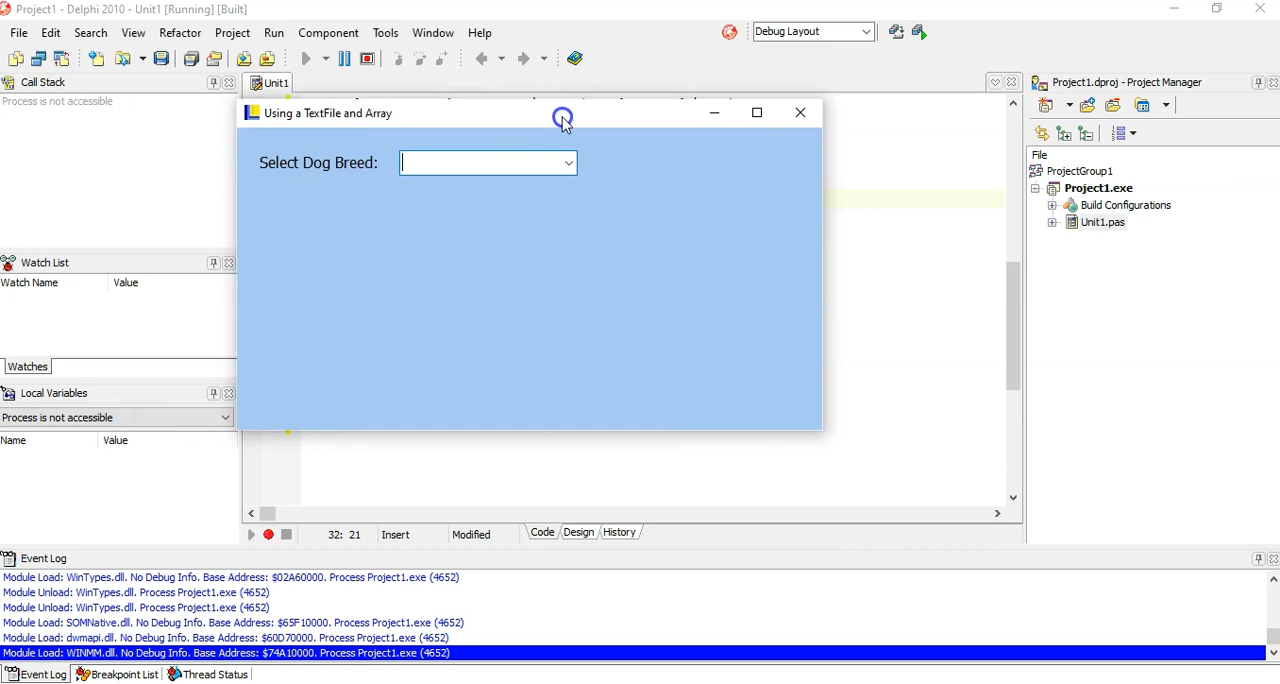 Project1 - Delphi 2010 - Unit1 [Running] [Built]
File Edit Search View Refactor Project Run Component Tools Window Help
Debug Layout
Call Stack
Process is not accessible
Unit1
Project1.dproj - Project Manager
Using a TextFile and Array
Select Dog Breed:
File
ProjectGroup1
Project1.exe
Build Configurations
Unit1.pas
Watch List
Watch Name Value
Watches
Local Variables
Process is not accessible
Name Value
32: 21 Insert Modified Code Design History
Event Log
Module Load: WinTypes.dll. No Debug Info. Base Address: $02A60000. Process Project1.exe (4652)
Module Unload: WinTypes.dll. Process Project1.exe (4652)
Module Unload: WinTypes.dll. Process Project1.exe (4652)
Module Load: SOMNative.dll. No Debug Info. Base Address: $65F10000. Process Project1.exe (4652)
Module Load: dwmapi.dll. No Debug Info. Base Address: $60D70000. Process Project1.exe (4652)
Module Load: WINMM.dll. No Debug Info. Base Address: $74A10000. Process Project1.exe (4652)
Event Log Breakpoint List Thread Status